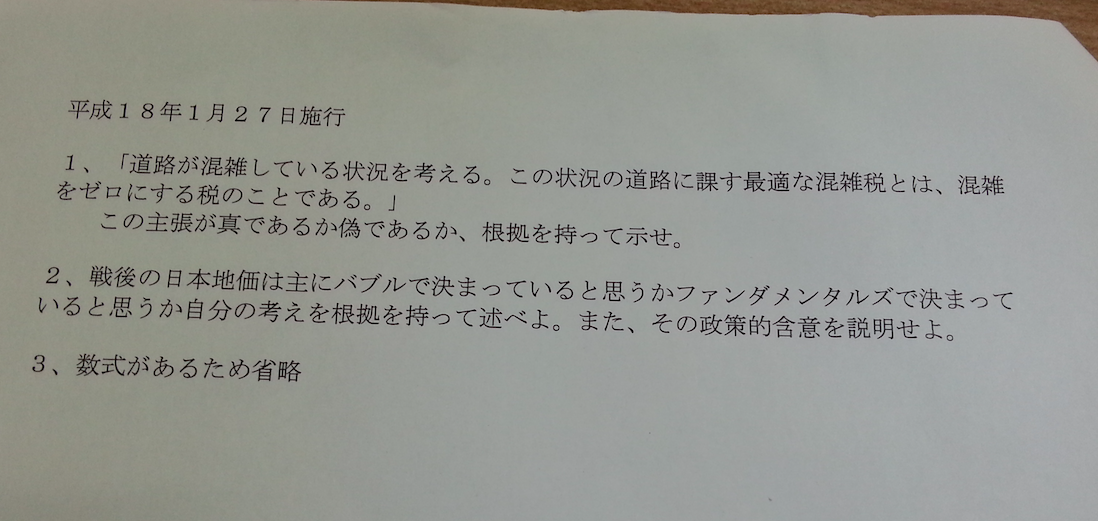 平成１８年１月２７日施行
１、「道路が混雑している状況を考える。この状況の道路に課す最適な混雑税とは、混雑
をゼロにする税のことである。」
この主張が真であるか偽であるか、根拠を持って示せ。
２、戦後の日本地価は主にバブルで決まっていると思うかファンダメンタルズで決まって
いると思うか自分の考えを根拠を持って述べよ。また、その政策的含意を説明せよ。
３、数式があるため省略